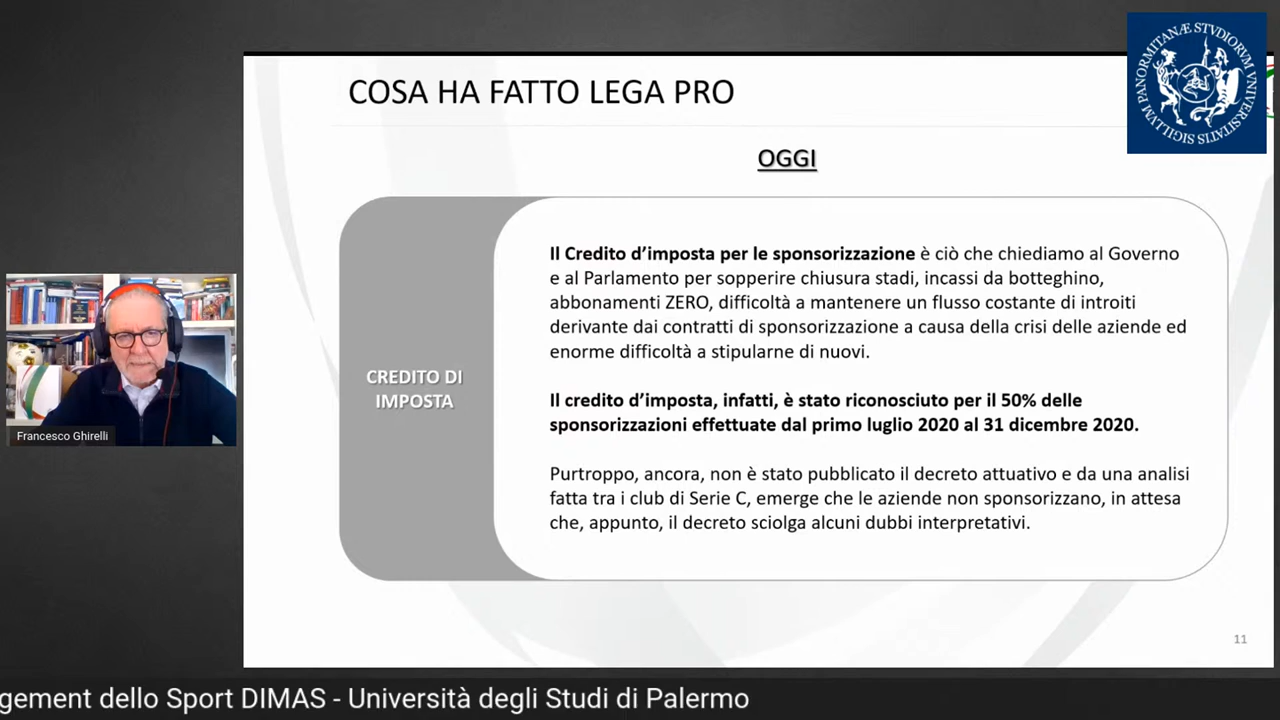 COSA HA FATTO LEGA PRO
OGGI
CREDITO DI
IMPOSTA
Il Credito d’imposta per le sponsorizzazione è ciò che chiediamo al Governo
e al Parlamento per sopperire chiusura stadi, incassi da botteghino,
abbonamenti ZERO, difficoltà a mantenere un flusso costante di introiti
derivante dai contratti di sponsorizzazione a causa della crisi delle aziende ed
enorme difficoltà a stipularne di nuovi.
Il credito d’imposta, infatti, è stato riconosciuto per il 50% delle
sponsorizzazioni effettuate dal primo luglio 2020 al 31 dicembre 2020.
Purtroppo, ancora, non è stato pubblicato il decreto attuativo e da una analisi
fatta tra i club di Serie C, emerge che le aziende non sponsorizzano, in attesa
che, appunto, il decreto sciolga alcuni dubbi interpretativi.
11
Francesco Ghirelli
SIGILLVM PANORMITANÆ STVDIORVM VNIVERSITATIS
gement dello Sport DIMAS - Università degli Studi di Palermo